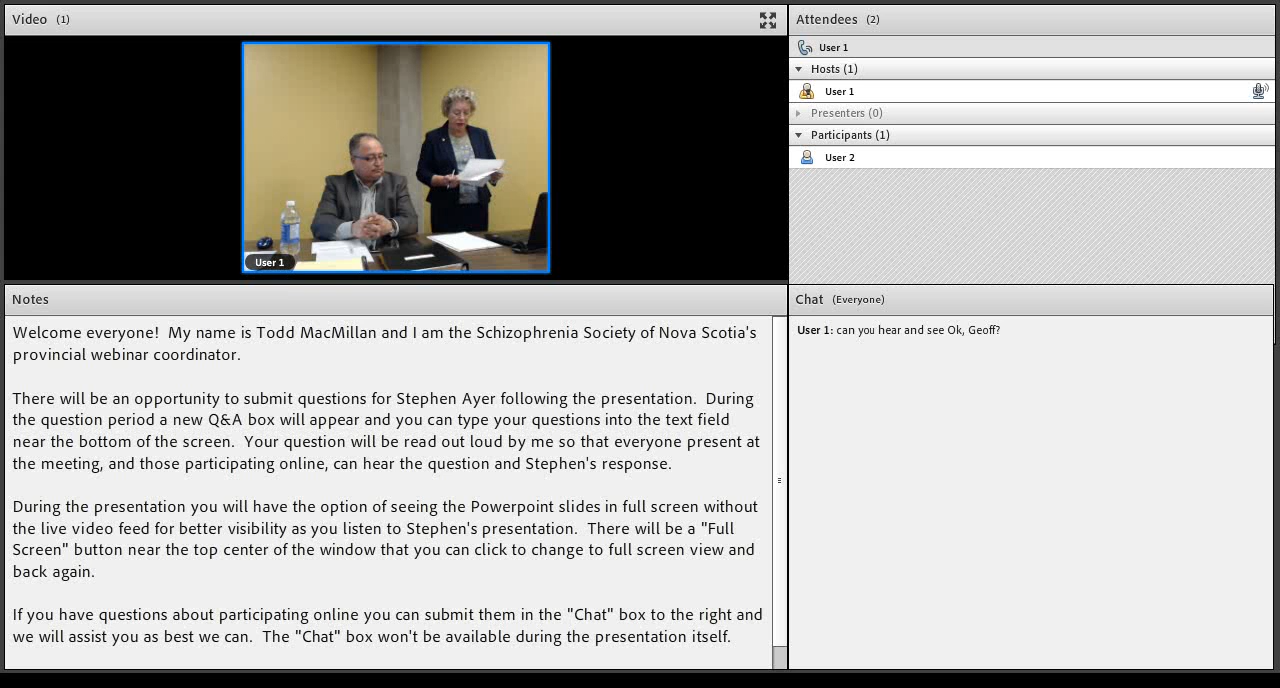 Video (1)
User 1
Attendees (2)
User 1
Hosts (1)
User 1
Presenters (0)
Participants (1)
User 2
Notes
Welcome everyone!  My name is Todd MacMillan and I am the Schizophrenia Society of Nova Scotia's
provincial webinar coordinator.
There will be an opportunity to submit questions for Stephen Ayer following the presentation.  During
the question period a new Q&A box will appear and you can type your questions into the text field
near the bottom of the screen.  Your question will be read out loud by me so that everyone present at
the meeting, and those participating online, can hear the question and Stephen's response.
During the presentation you will have the option of seeing the Powerpoint slides in full screen without
the live video feed for better visibility as you listen to Stephen's presentation.  There will be a "Full
Screen" button near the top center of the window that you can click to change to full screen view and
back again.
If you have questions about participating online you can submit them in the "Chat" box to the right and
we will assist you as best we can.  The "Chat" box won't be available during the presentation itself.
Chat (Everyone)
User 1: can you hear and see Ok, Geoff?